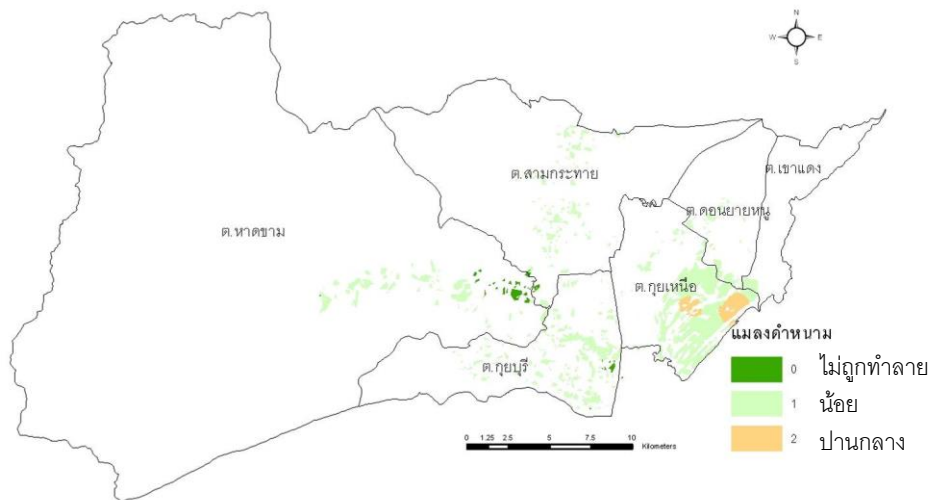 N
W E
S
ต.สามกระทาย
ต.เขาแดง
ต.ดอนยายหนู
ต.หาดขาม
ต.กุยเหนือ
ต.กุยบุรี
แมลงดำหนาม
0 ไม่ถูกทำลาย
1 น้อย
2 ปานกลาง
0 1.25 2.5 5 7.5 10
Kilometers